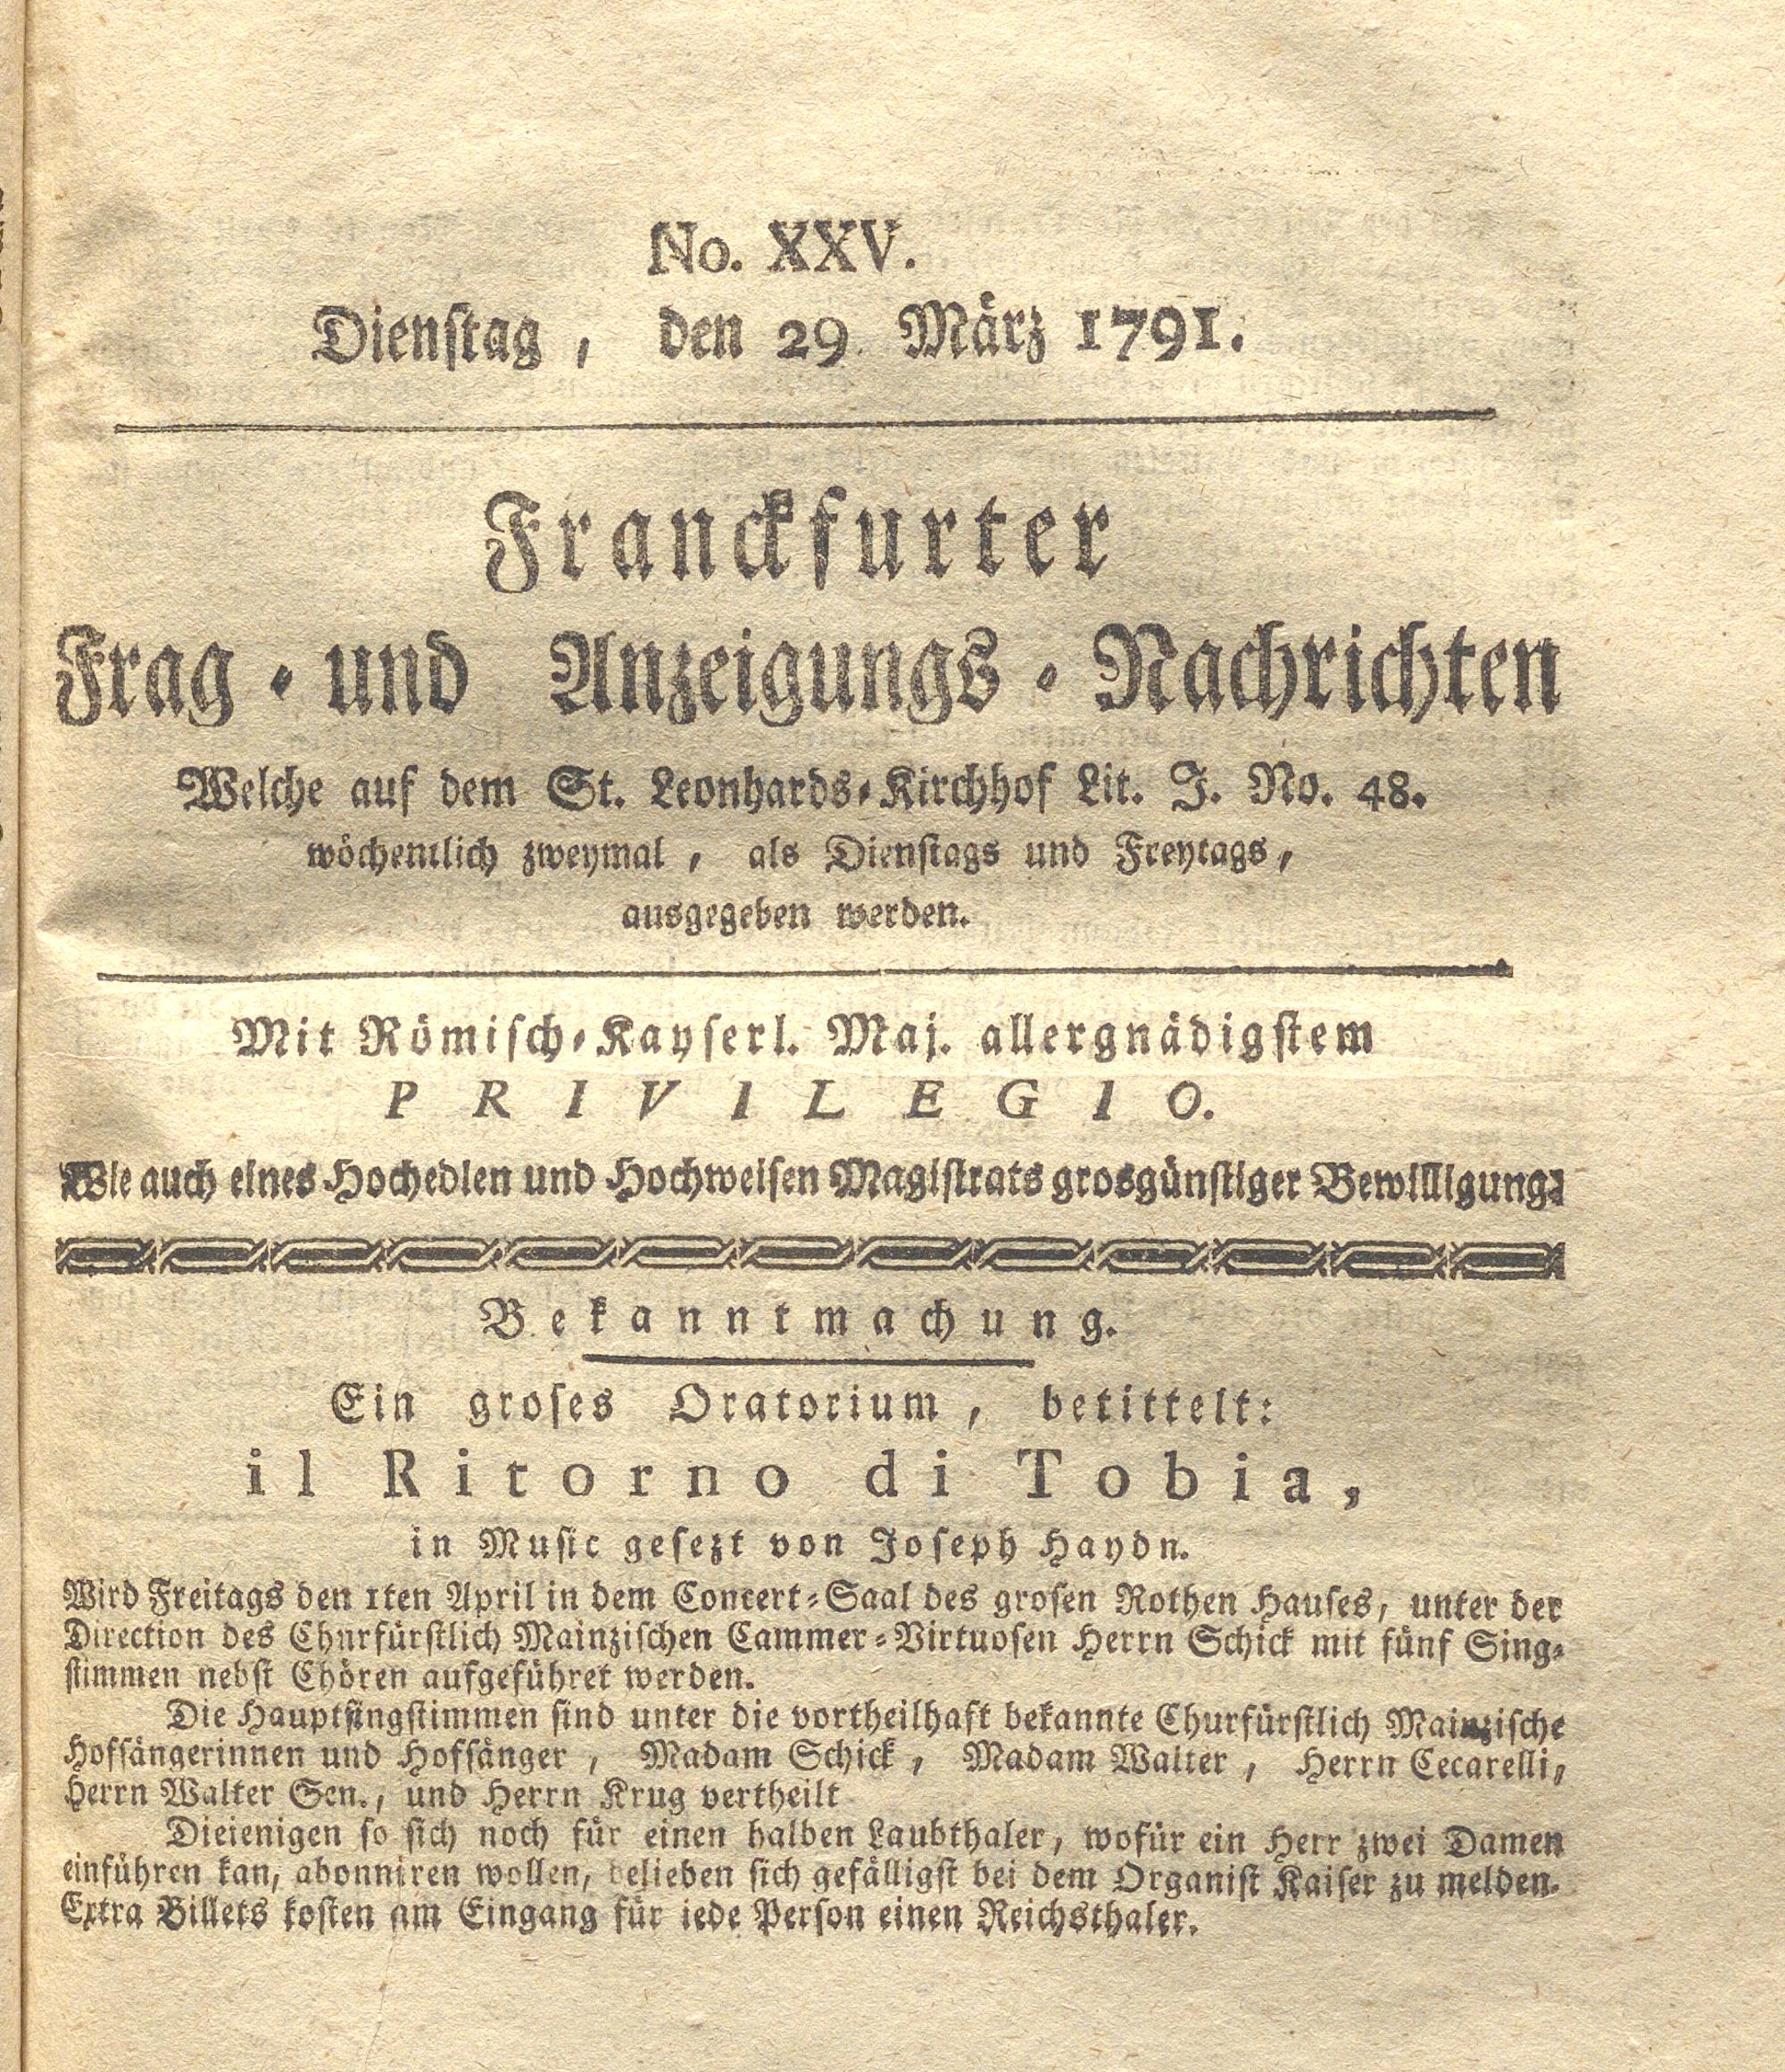 No. XXV.
Dienſtag, den 29. März 1791.
Franckfurter
Frag- und Anzeigungs-Nachrichten
Welche auf dem St. Leonhards-Kirchhof Lit. J. No. 48.
wöchentlich zweymal, als Dienſtags und Freytags,
ausgegeben werden.
Mit Römiſch-Kayſerl. Maj. allergnädigſtem
PRIVILEGIO.
Wie auch eines Hochedlen und Hochweiſen Magiſtrats grosgünſtiger Bewilligung.
Bekanntmachung.
Ein groſes Oratorium, betittelt:
il Ritorno di Tobia,
in Muſic geſezt von Joſeph Haydn.
Wird Freitags den 1ten April in dem Concert-Saal des groſen Rothen Hauſes, unter der
Direction des Churfürſtlich Mainziſchen Cammer-Virtuoſen Herrn Schick mit fünf Sing-
ſtimmen nebſt Chören aufgeführet werden.
Die Hauptſingſtimmen ſind unter die vortheilhaft bekannte Churfürſtlich Mainziſche
Hofſängerinnen und Hofſänger, Madam Schick, Madam Walter, Herrn Cecarelli,
Herrn Walter Sen., und Herrn Krug vertheilt
Dieienigen ſo ſich noch für einen halben Laubthaler, wofür ein Herr zwei Damen
einführen kan, abonniren wollen, belieben ſich gefälligſt bei dem Organiſt Kaiſer zu melden.
Extra Billets koſten am Eingang für iede Perſon einen Reichsthaler.